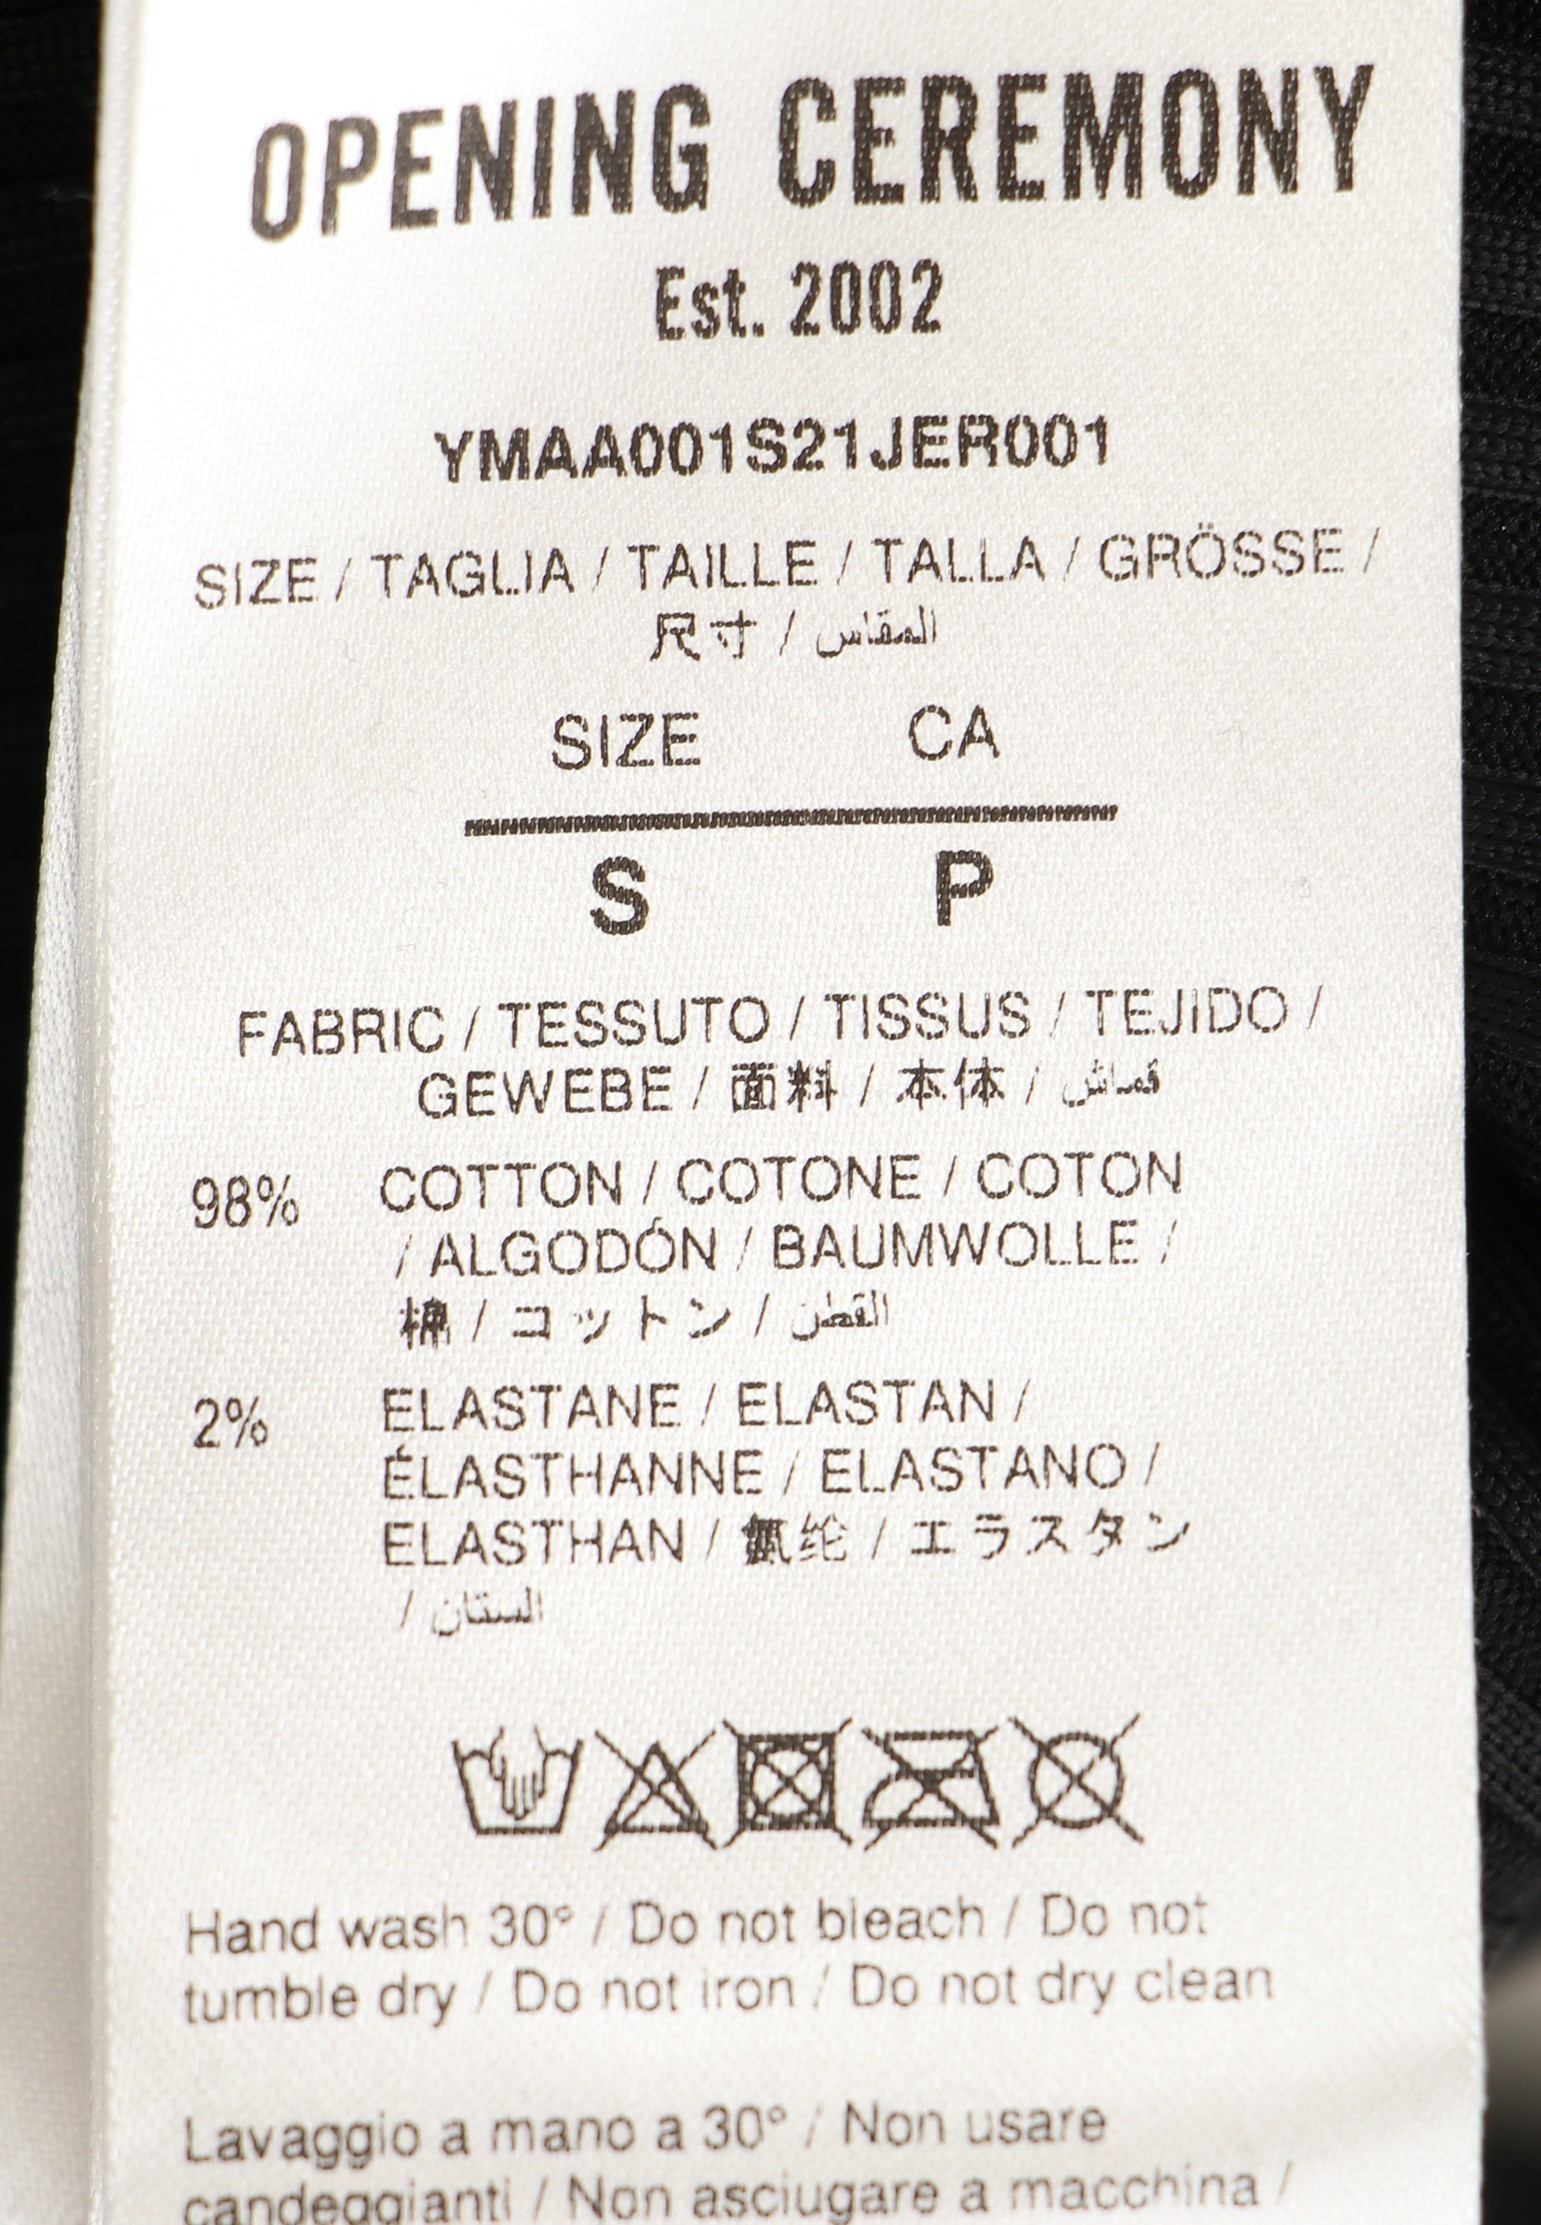 OPENING CEREMONY
Est. 2002
YMAA001S21JER001
SIZE / TAGLIA / TAILLE / TALLA / GRÖSSE /
尺寸 / المقاس
SIZE CA
S P
FABRIC / TESSUTO / TISSUS / TEJIDO /
GEWEBE / 面料 / 本体 / قماش
98% COTTON / COTONE / COTON
/ ALGODÓN / BAUMWOLLE /
棉 / コットン / القطن
2% ELASTANE / ELASTAN /
ÉLASTHANNE / ELASTANO /
ELASTHAN / 氨纶 / エラスタン
/ الستان
Hand wash 30° / Do not bleach / Do not
tumble dry / Do not iron / Do not dry clean
Lavaggio a mano a 30° / Non usare
candeggianti / Non asciugare a macchina /